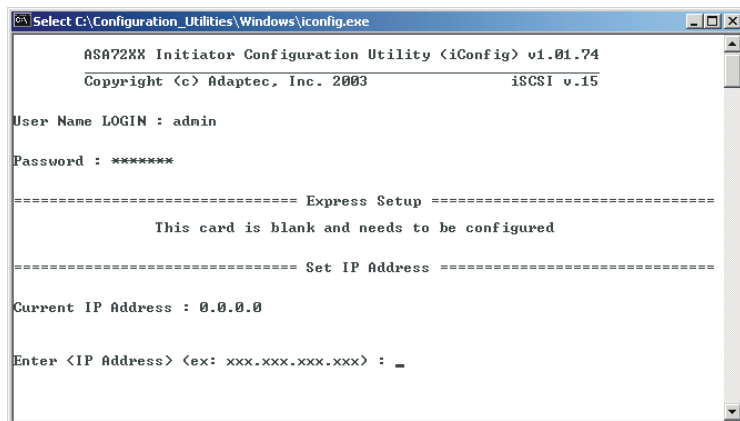 Select C:\Configuration_Utilities\Windows\iconfig.exe
ASA72XX Initiator Configuration Utility (iConfig) v1.01.74
Copyright (c) Adaptec, Inc. 2003 iSCSI v.15
User Name LOGIN : admin
Password : *******
================================ Express Setup ================================
This card is blank and needs to be configured
================================ Set IP Address ===============================
Current IP Address : 0.0.0.0
Enter <IP Address> (ex: xxx.xxx.xxx.xxx) : _